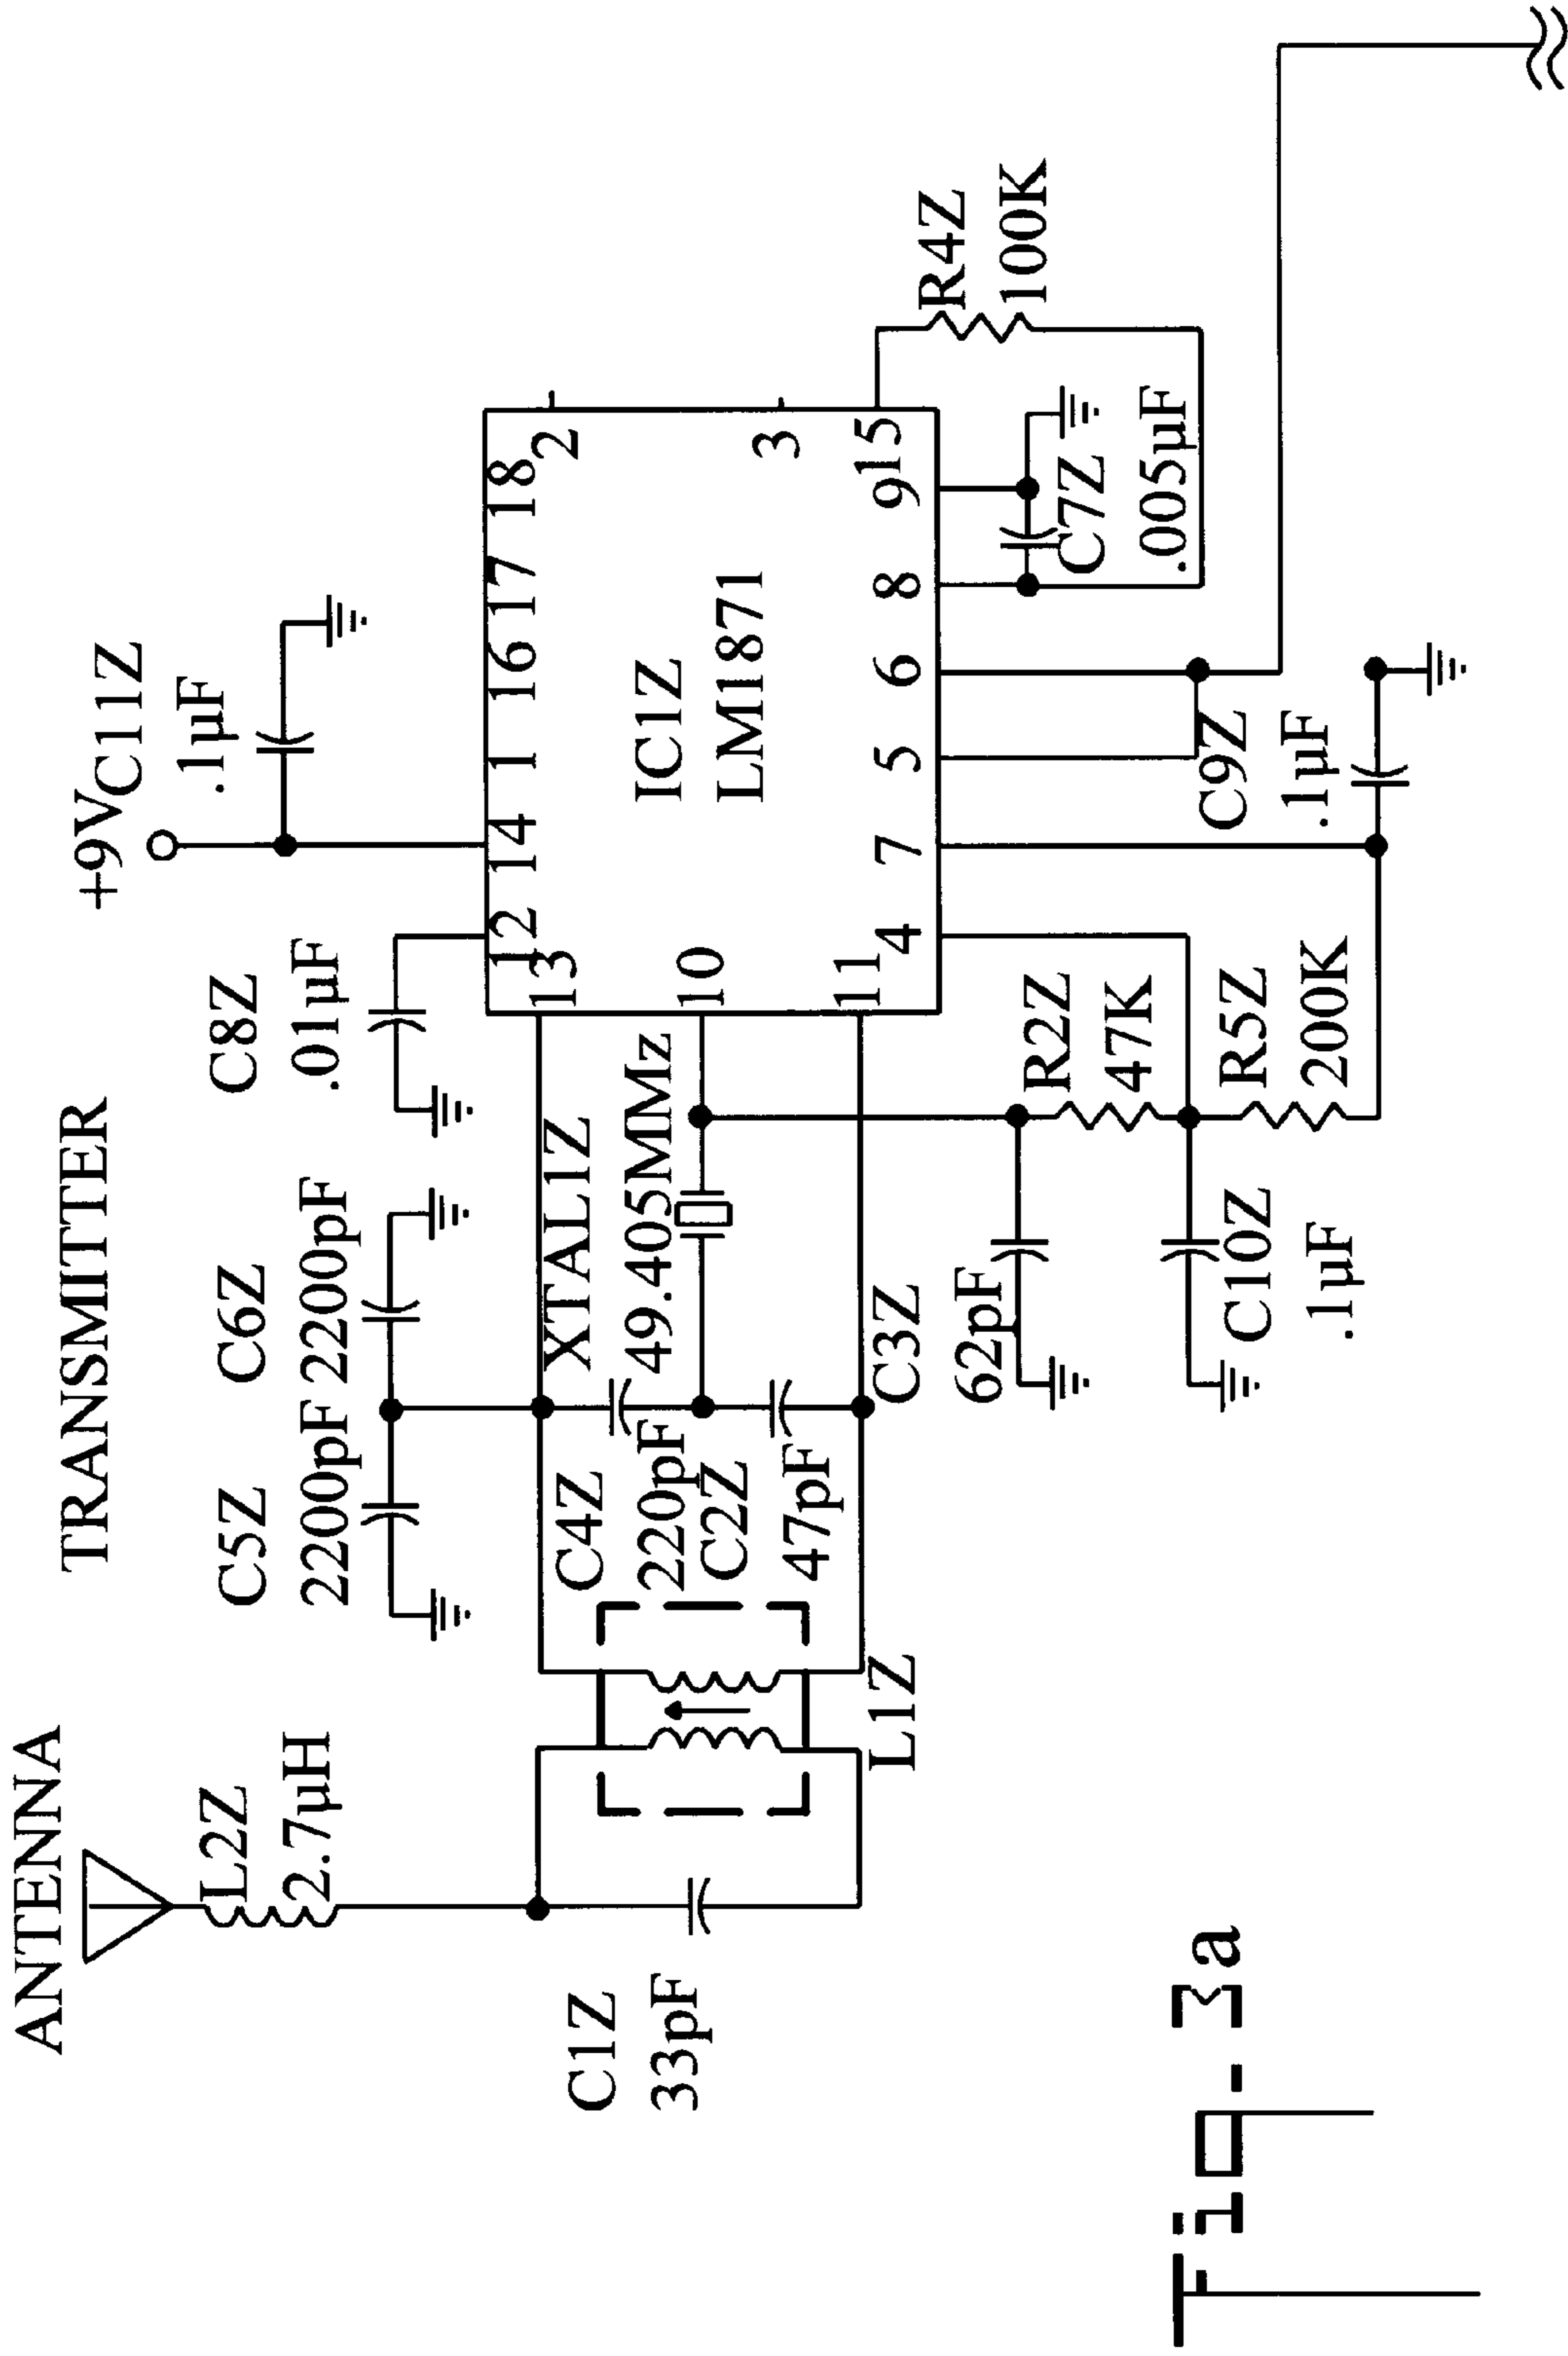 TRANSMITTER
ANTENNA
L2Z
2.7µH
C5Z
2200pF
C6Z
2200pF
C8Z
.01µF
+9V
C11Z
.1µF
C1Z
33pF
L1Z
C4Z
220pF
C2Z
47pF
XTAL1Z
49.405MMz
C3Z
62pF
12
14
1
16
17
18
13
10
11
2
3
15
IC1Z
LM1871
4
7
5
6
8
9
R4Z
100K
C7Z
.005µF
R2Z
47K
R5Z
200K
C10Z
.1µF
C9Z
.1µF
Fig. 3a